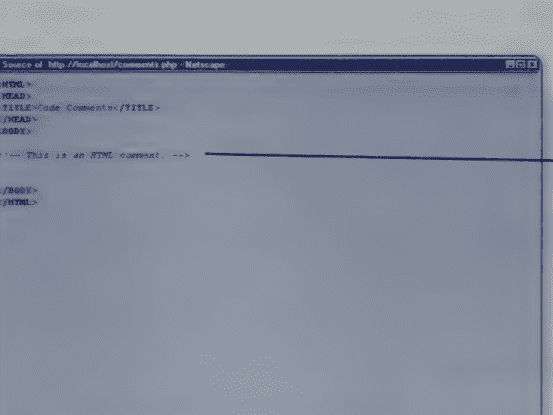 Source of http://localhost/comments.php - Netscape
HTML>
HEAD>
TITLE>Code Comments</TITLE>
/HEAD>
BODY>
!-- This is an HTML comment. -->
/BODY>
/HTML>